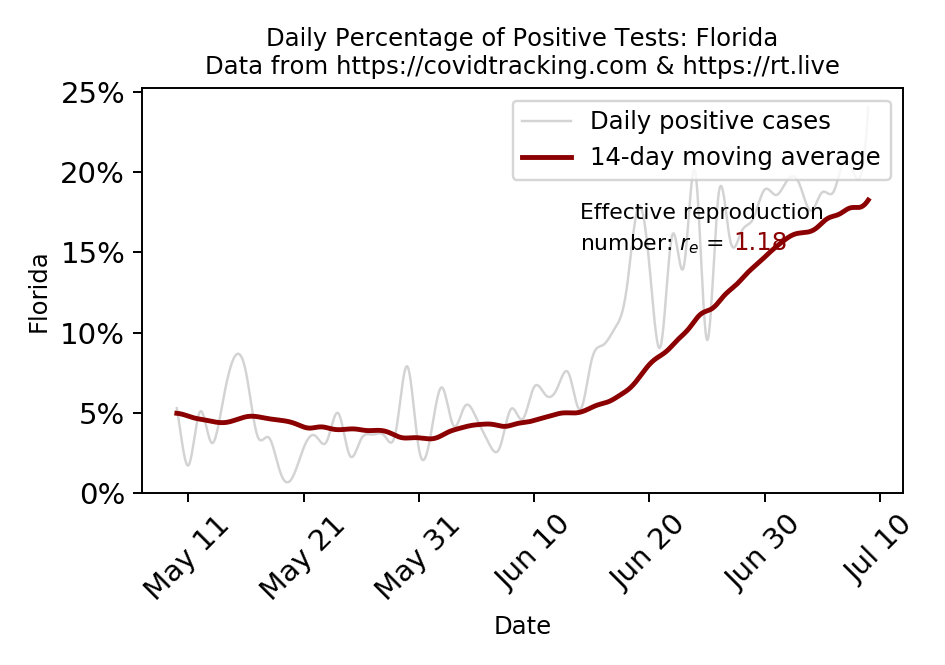 Daily Percentage of Positive Tests: Florida
Data from https://covidtracking.com & https://rt.live
25%
20%
15%
10%
5%
0%
Florida
Daily positive cases
14-day moving average
Effective reproduction
number: rₑ = 1.18
May 11
May 21
May 31
Jun 10
Jun 20
Jun 30
Jul 10
Date